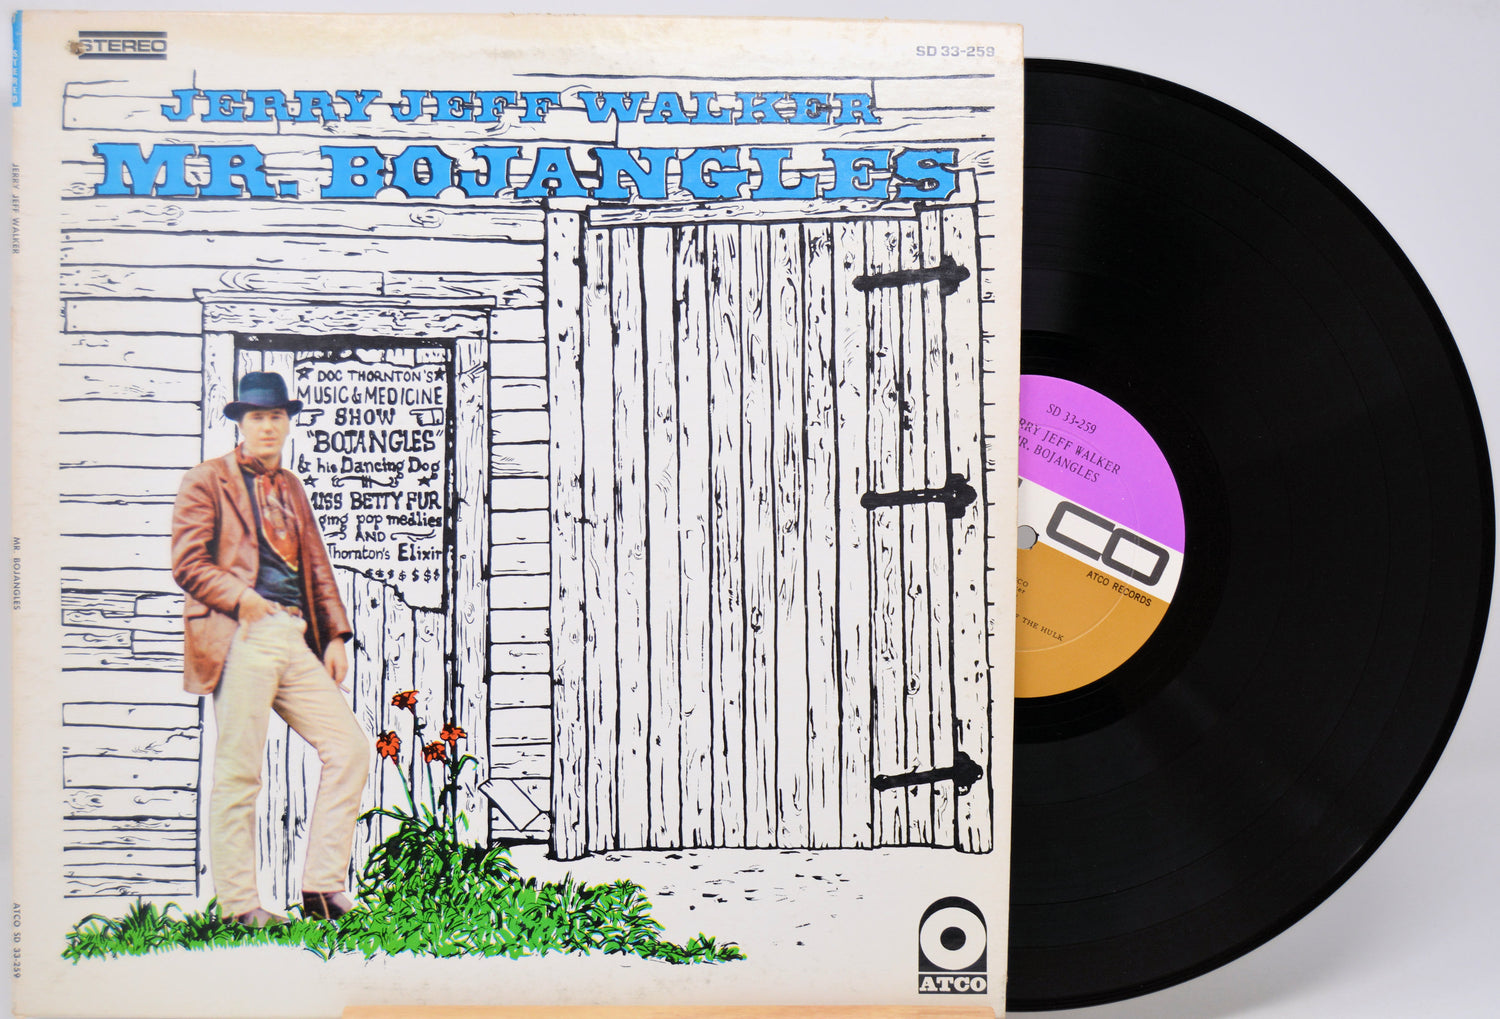 STEREO
SD 33-259
JERRY JEFF WALKER
MR. BOJANGLES
DOC THORNTON'S
MUSIC & MEDICINE
SHOW
"BOJANGLES"
& his Dancing Dog
MISS BETTY FUR
pop medlies
AND
Thornton's Elixir
$$$$$$$
ATCO
STEREO
JERRY JEFF WALKER
MR. BOJANGLES
ATCO SD 33-259
SD 33-259
JEFF WALKER
MR. BOJANGLES
CO
ATCO RECORDS
THE HULK